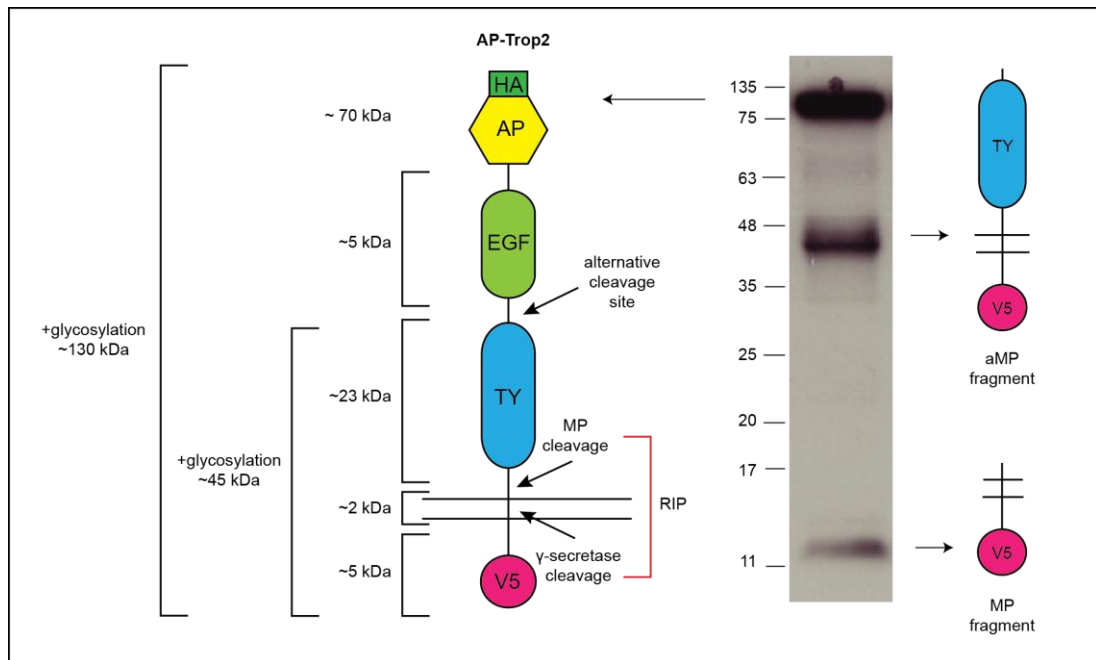 AP-Trop2
HA
AP
~ 70 kDa
EGF
~5 kDa
alternative
cleavage
site
+glycosylation
~130 kDa
TY
~23 kDa
MP
cleavage
+glycosylation
~45 kDa
~2 kDa
RIP
γ-secretase
cleavage
V5
~5 kDa
135
75
63
48
35
25
20
17
11
TY
V5
aMP
fragment
V5
MP
fragment